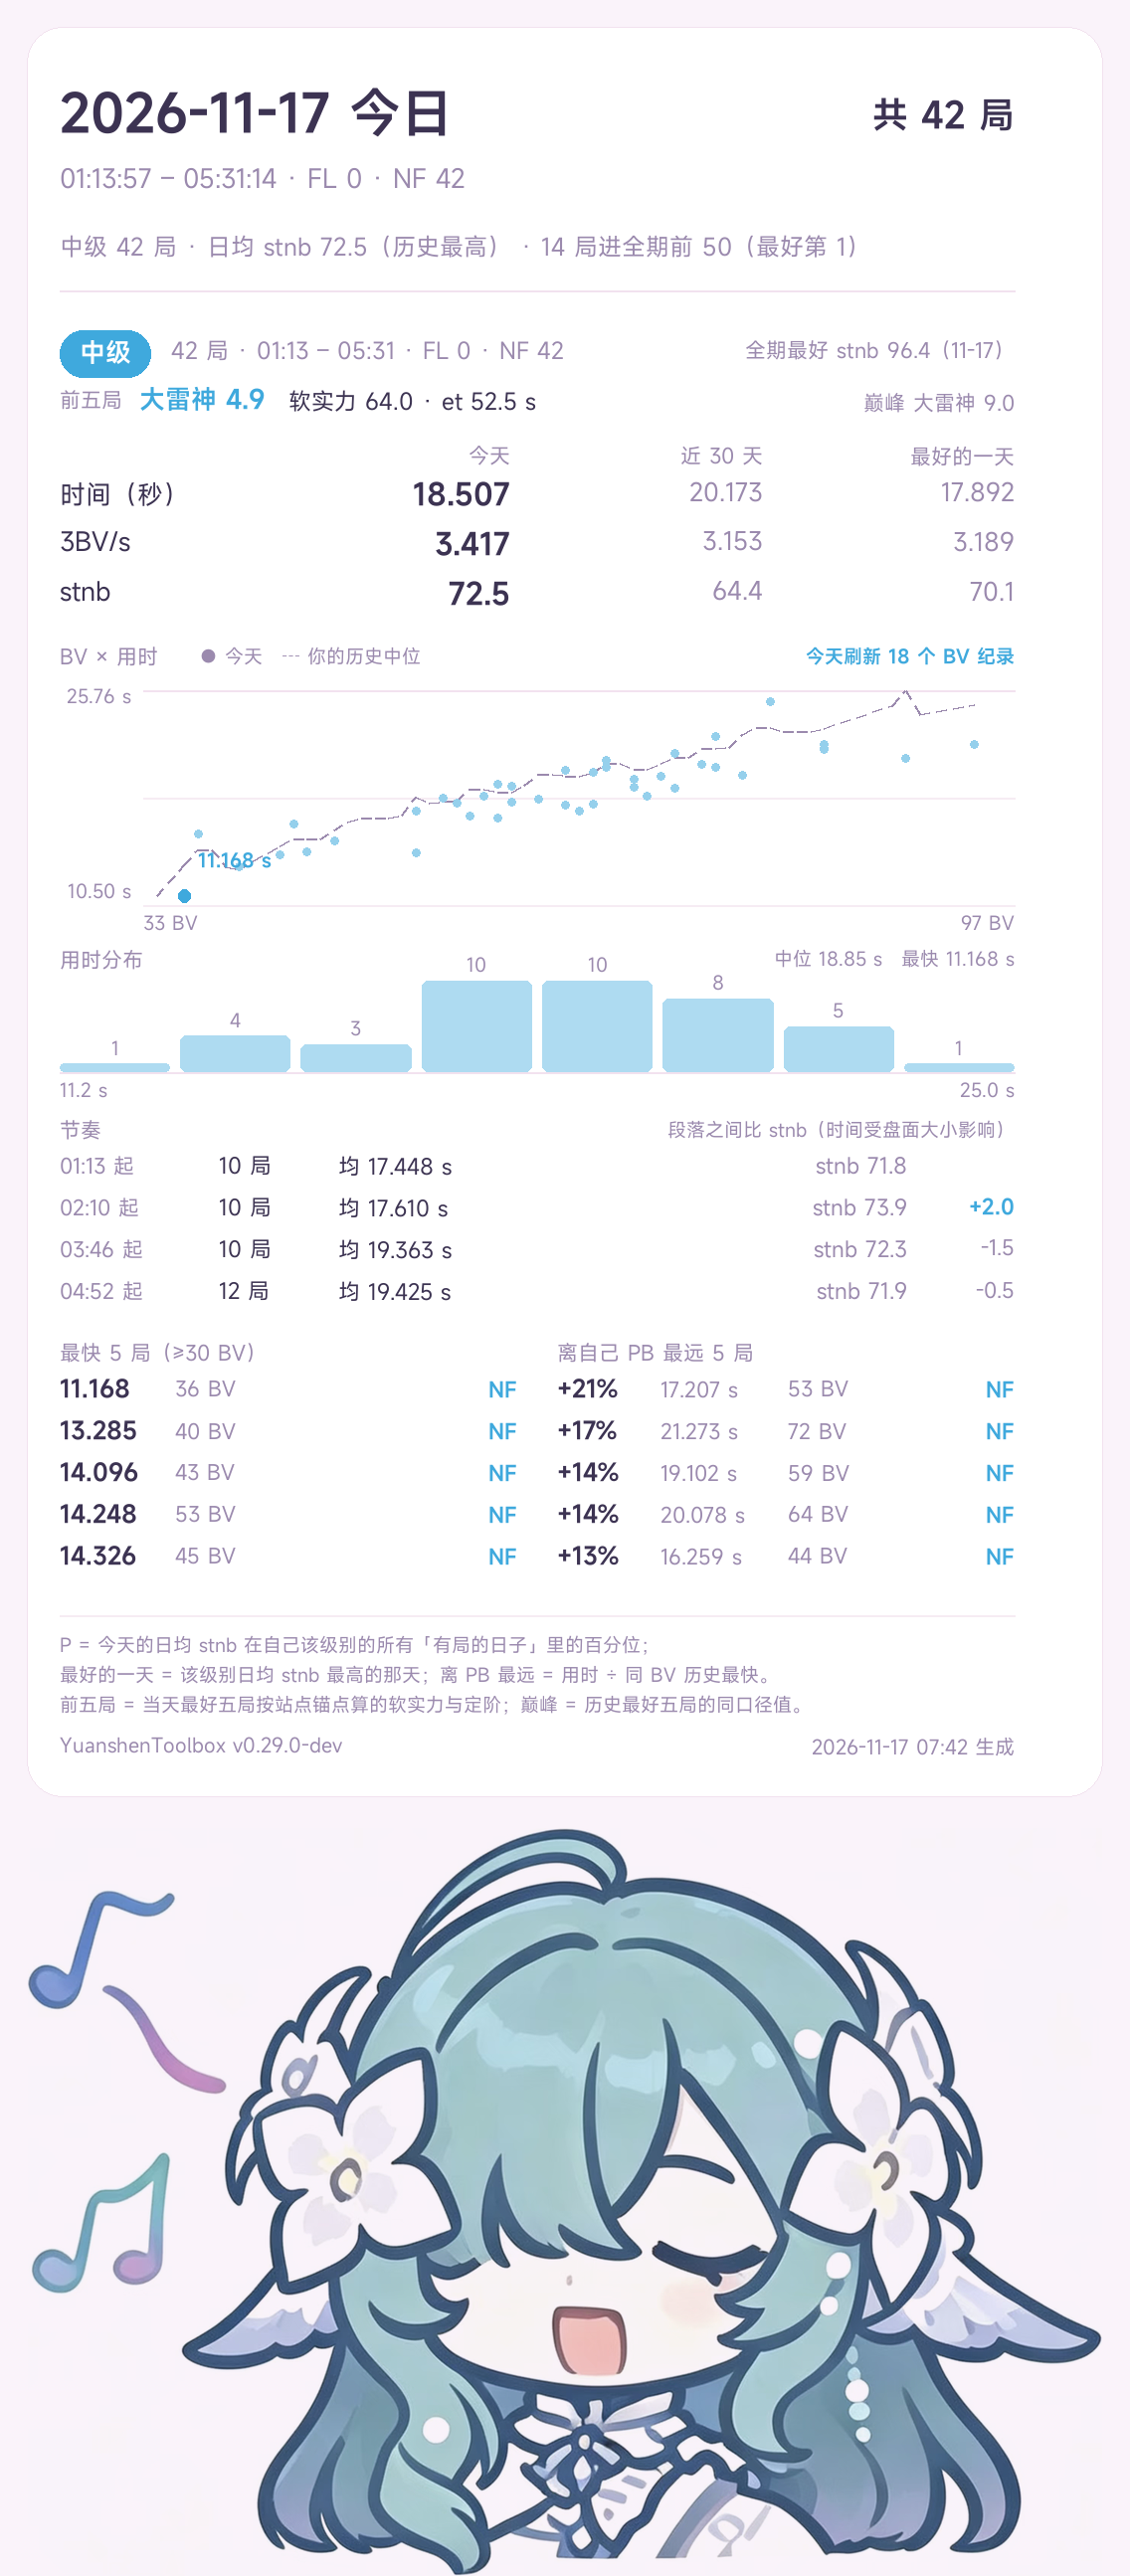 2026-11-17 今日 共 42 局
01:13:57 – 05:31:14 · FL 0 · NF 42
中级 42 局 · 日均 stnb 72.5（历史最高） · 14 局进全期前 50（最好第 1）
中级 42 局 · 01:13 – 05:31 · FL 0 · NF 42 全期最好 stnb 96.4（11-17）
前五局 大雷神 4.9 软实力 64.0 · et 52.5 s 巅峰 大雷神 9.0
今天 近 30 天 最好的一天
时间（秒） 18.507 20.173 17.892
3BV/s 3.417 3.153 3.189
stnb 72.5 64.4 70.1
BV × 用时 今天 --- 你的历史中位 今天刷新 18 个 BV 纪录
25.76 s
11.168 s
10.50 s
33 BV 97 BV
用时分布 中位 18.85 s 最快 11.168 s
1 4 3 10 10 8 5 1
11.2 s 25.0 s
节奏 段落之间比 stnb（时间受盘面大小影响）
01:13 起 10 局 均 17.448 s stnb 71.8
02:10 起 10 局 均 17.610 s stnb 73.9 +2.0
03:46 起 10 局 均 19.363 s stnb 72.3 -1.5
04:52 起 12 局 均 19.425 s stnb 71.9 -0.5
最快 5 局（≥30 BV） 离自己 PB 最远 5 局
11.168 36 BV NF +21% 17.207 s 53 BV NF
13.285 40 BV NF +17% 21.273 s 72 BV NF
14.096 43 BV NF +14% 19.102 s 59 BV NF
14.248 53 BV NF +14% 20.078 s 64 BV NF
14.326 45 BV NF +13% 16.259 s 44 BV NF
P = 今天的日均 stnb 在自己该级别的所有「有局的日子」里的百分位；
最好的一天 = 该级别日均 stnb 最高的那天；离 PB 最远 = 用时 ÷ 同 BV 历史最快。
前五局 = 当天最好五局按站点锚点算的软实力与定阶；巅峰 = 历史最好五局的同口径值。
YuanshenToolbox v0.29.0-dev 2026-11-17 07:42 生成